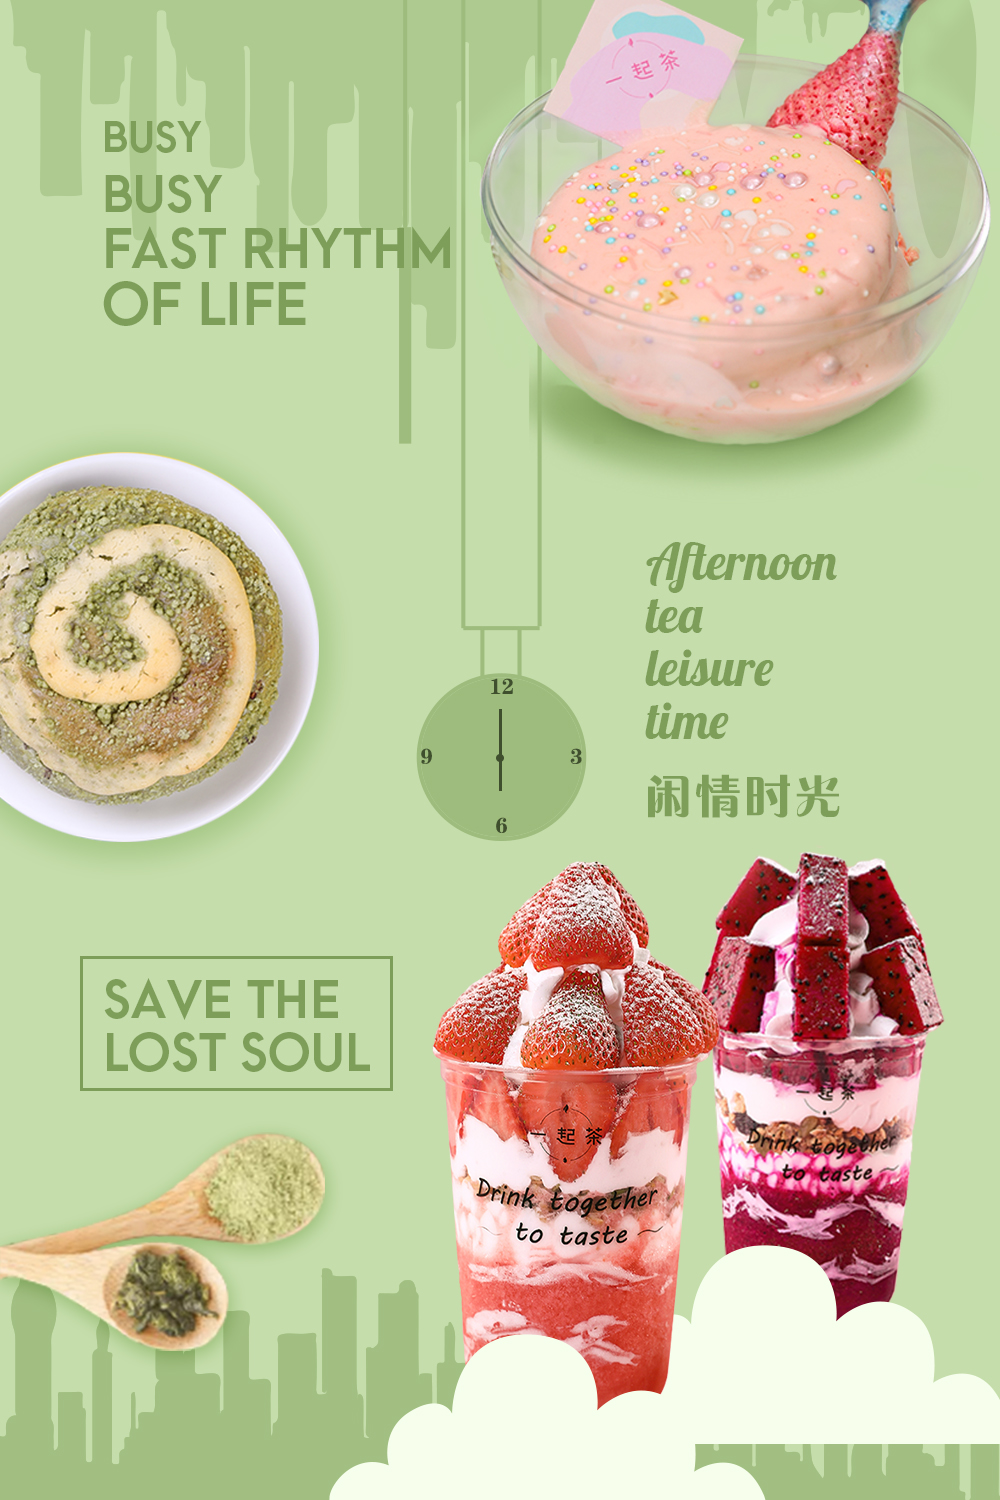 一起茶
BUSY
BUSY
FAST RHYTHM
OF LIFE
Afternoon
tea
leisure
time
闲情时光
12
9
3
6
SAVE THE
LOST SOUL
一起茶
Drink together
to taste
一起茶
Drink together
to taste